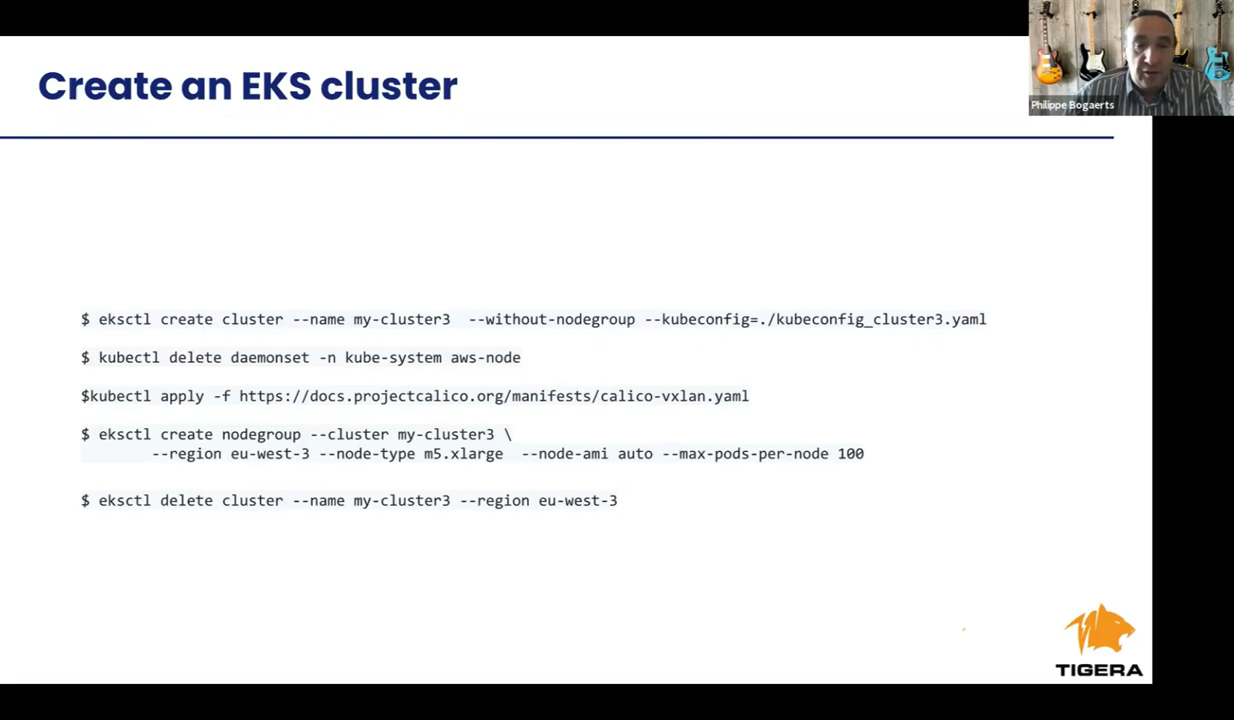 Create an EKS cluster
Philippe Bogaerts
$ eksctl create cluster --name my-cluster3  --without-nodegroup --kubeconfig=./kubeconfig_cluster3.yaml
$ kubectl delete daemonset -n kube-system aws-node
$kubectl apply -f https://docs.projectcalico.org/manifests/calico-vxlan.yaml
$ eksctl create nodegroup --cluster my-cluster3 \
--region eu-west-3 --node-type m5.xlarge  --node-ami auto --max-pods-per-node 100
$ eksctl delete cluster --name my-cluster3 --region eu-west-3
TIGERA